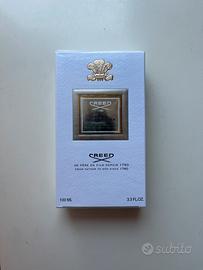 CREED
CREED
DE PÈRE EN FILS DEPUIS 1760
FROM FATHER TO SON SINCE 1760
100 ML
3.3 FL.OZ.
subito